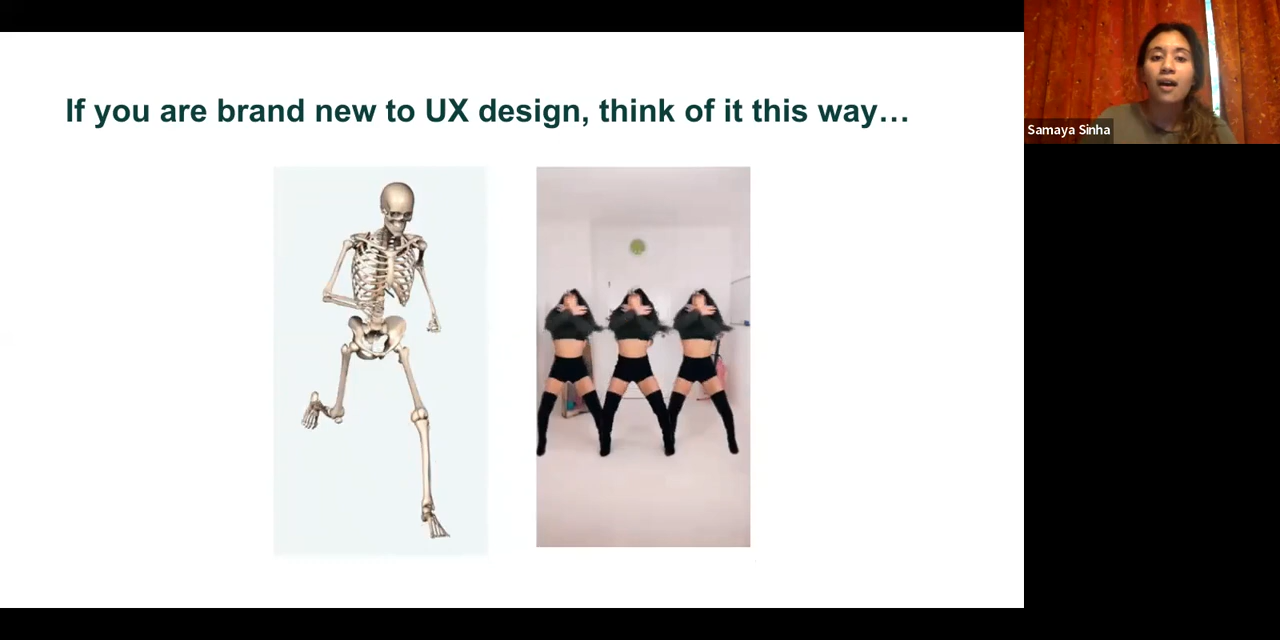 If you are brand new to UX design, think of it this way…
Samaya Sinha